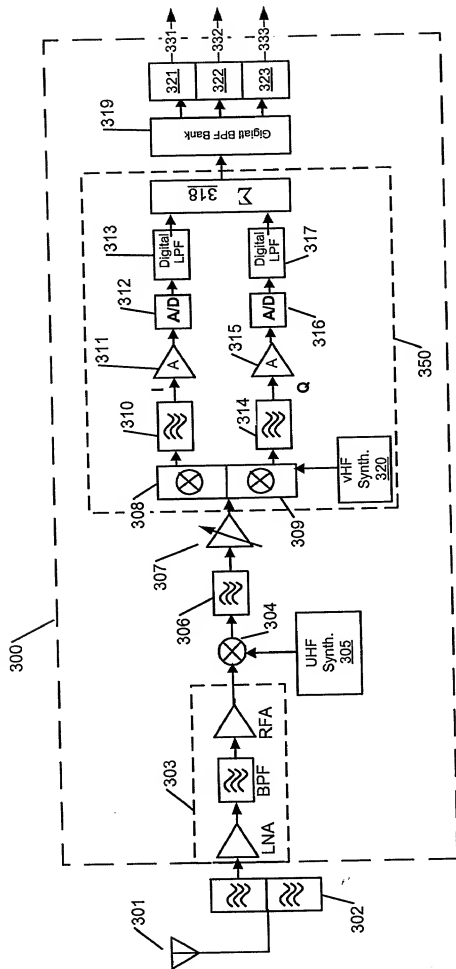 300
301
302
303
LNA
BPF
RFA
304
UHF
Synth.
305
306
307
308
309
310
I
311
A
312
A/D
313
Digital
LPF
314
Q
315
A
316
A/D
317
Digital
LPF
Σ
318
vHF
Synth.
320
350
319
Gigiatl BPF Bank
321
322
323
331
332
333